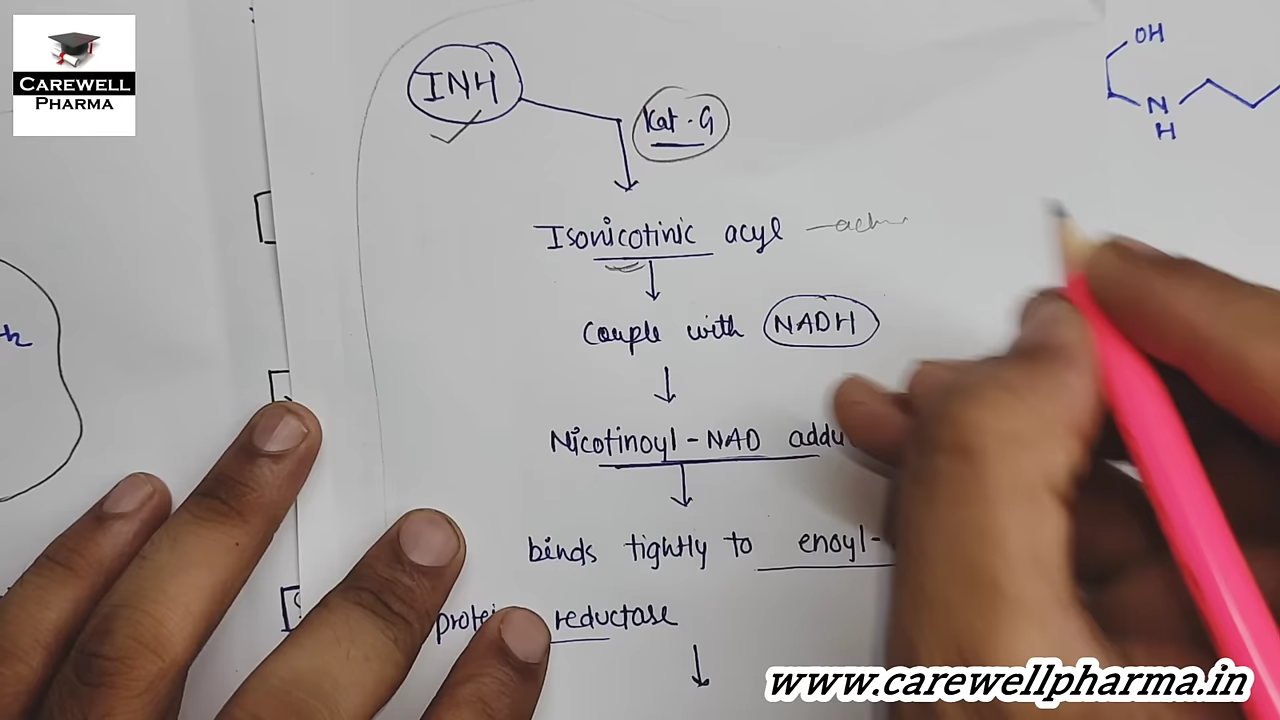 CAREWELL
PHARMA
INH
Kat-G
OH
N
H
Isonicotinic acyl
Couple with NADH
Nicotinoyl-NAD addu
binds tightly to enoyl-
reductase
www.carewellpharma.in